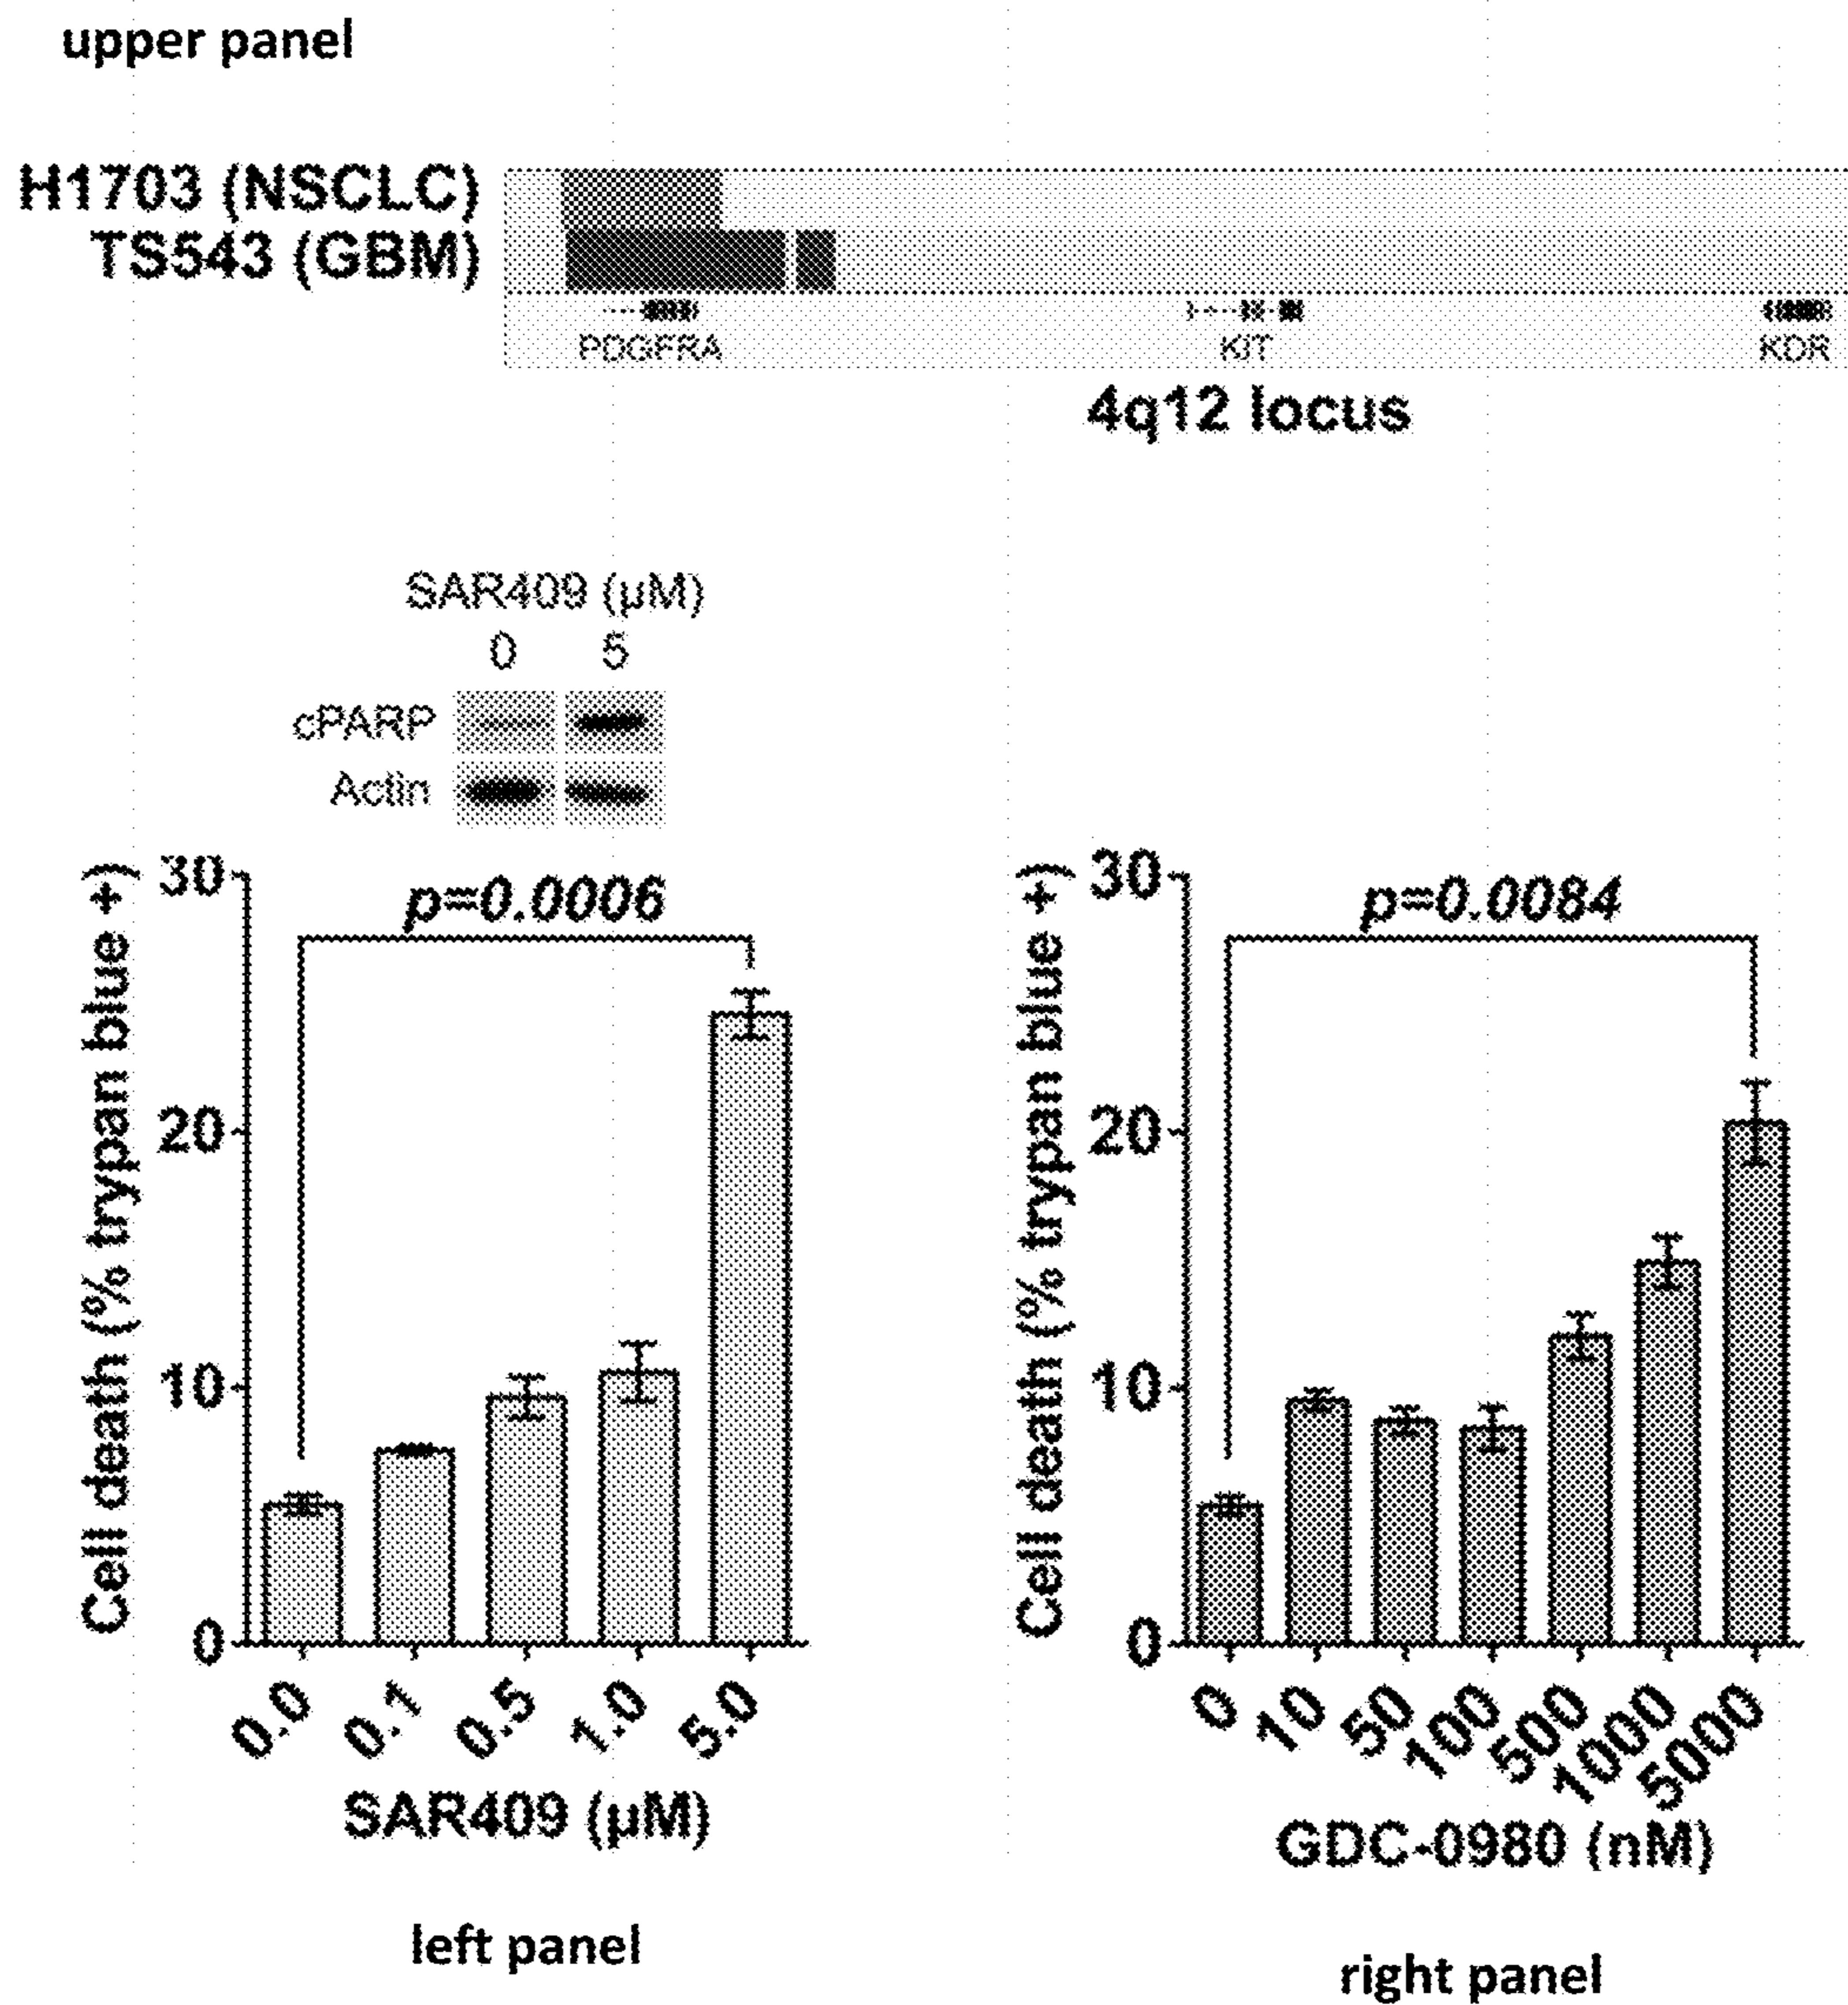 upper panel
H1703 (NSCLC)
TS543 (GBM)
PDGFRA KIT KDR
4q12 locus
SAR409 (µM)
0 5
cPARP
Actin
Cell death (% trypan blue +)
30
20
10
0
p=0.0006
0.0 0.1 0.5 1.0 5.0
SAR409 (µM)
left panel
Cell death (% trypan blue +)
30
20
10
0
p=0.0084
0 10 50 100 500 1000 5000
GDC-0980 (nM)
right panel